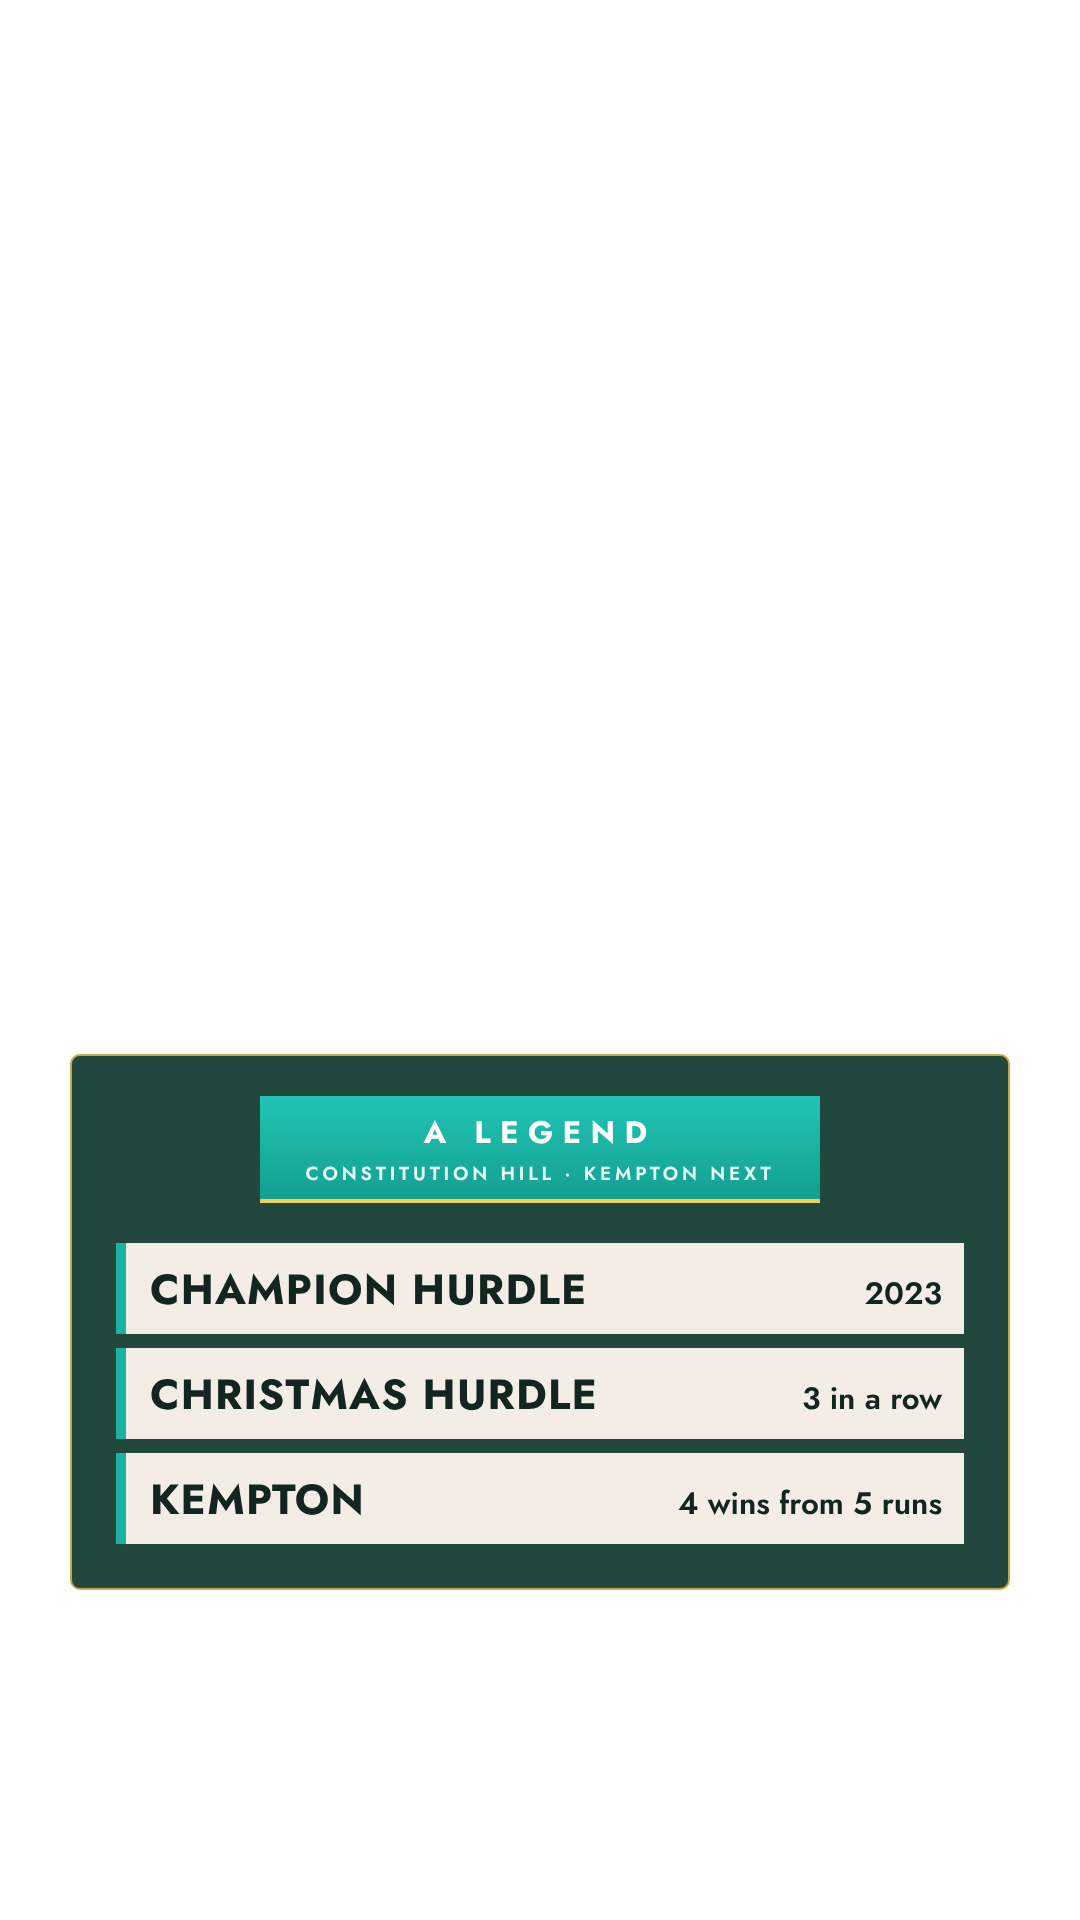 A LEGEND
CONSTITUTION HILL · KEMPTON NEXT
CHAMPION HURDLE 2023
CHRISTMAS HURDLE 3 in a row
KEMPTON 4 wins from 5 runs